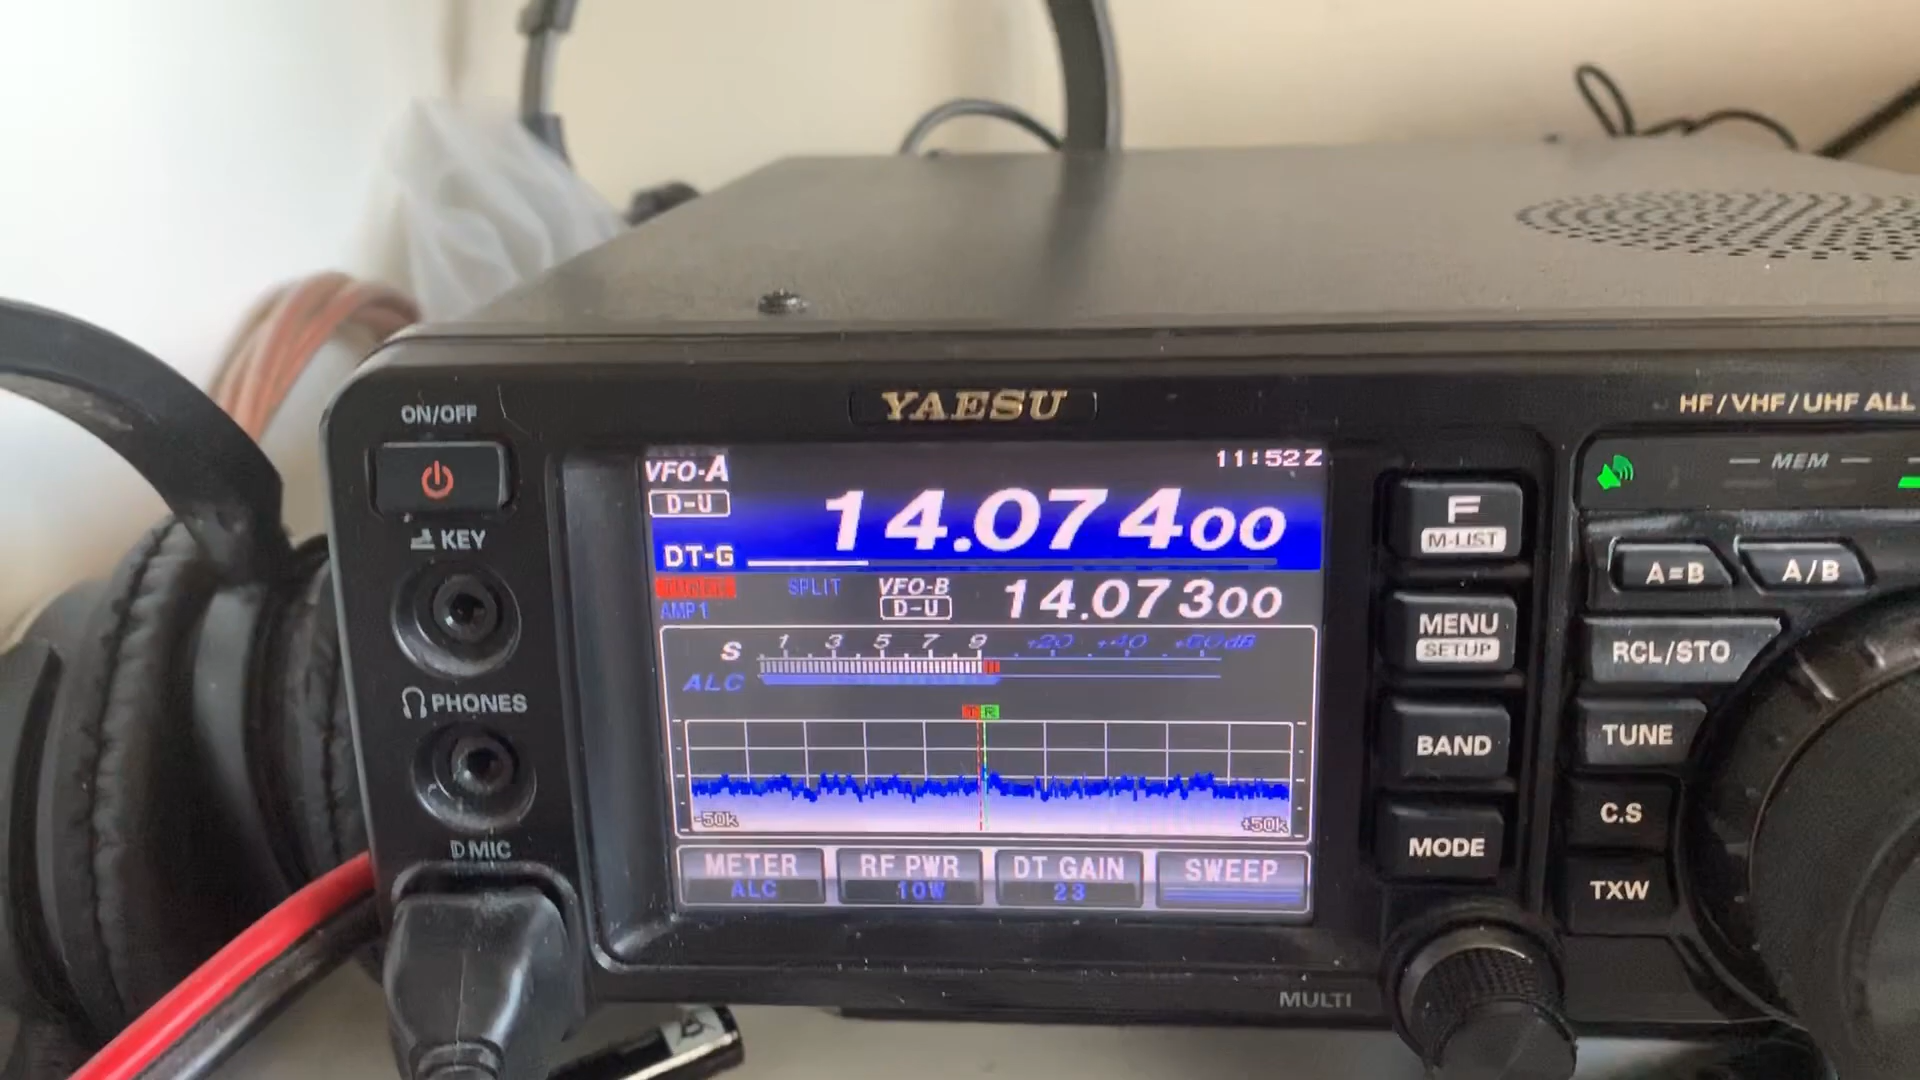 YAESU
HF/VHF/UHF ALL
ON/OFF
KEY
PHONES
D MIC
VFO-A
11:52Z
D-U
14.07400
DT-G
TUNER
SPLIT
VFO-B
AMP1
D-U
14.07300
S 1 3 5 7 9 +20 +40 +60dB
ALC
T R
-50k
+50k
METER
ALC
RF PWR
10W
DT GAIN
23
SWEEP
MULTI
F
M-LIST
MENU
SETUP
BAND
MODE
MEM
A=B
A/B
RCL/STO
TUNE
C.S
TXW